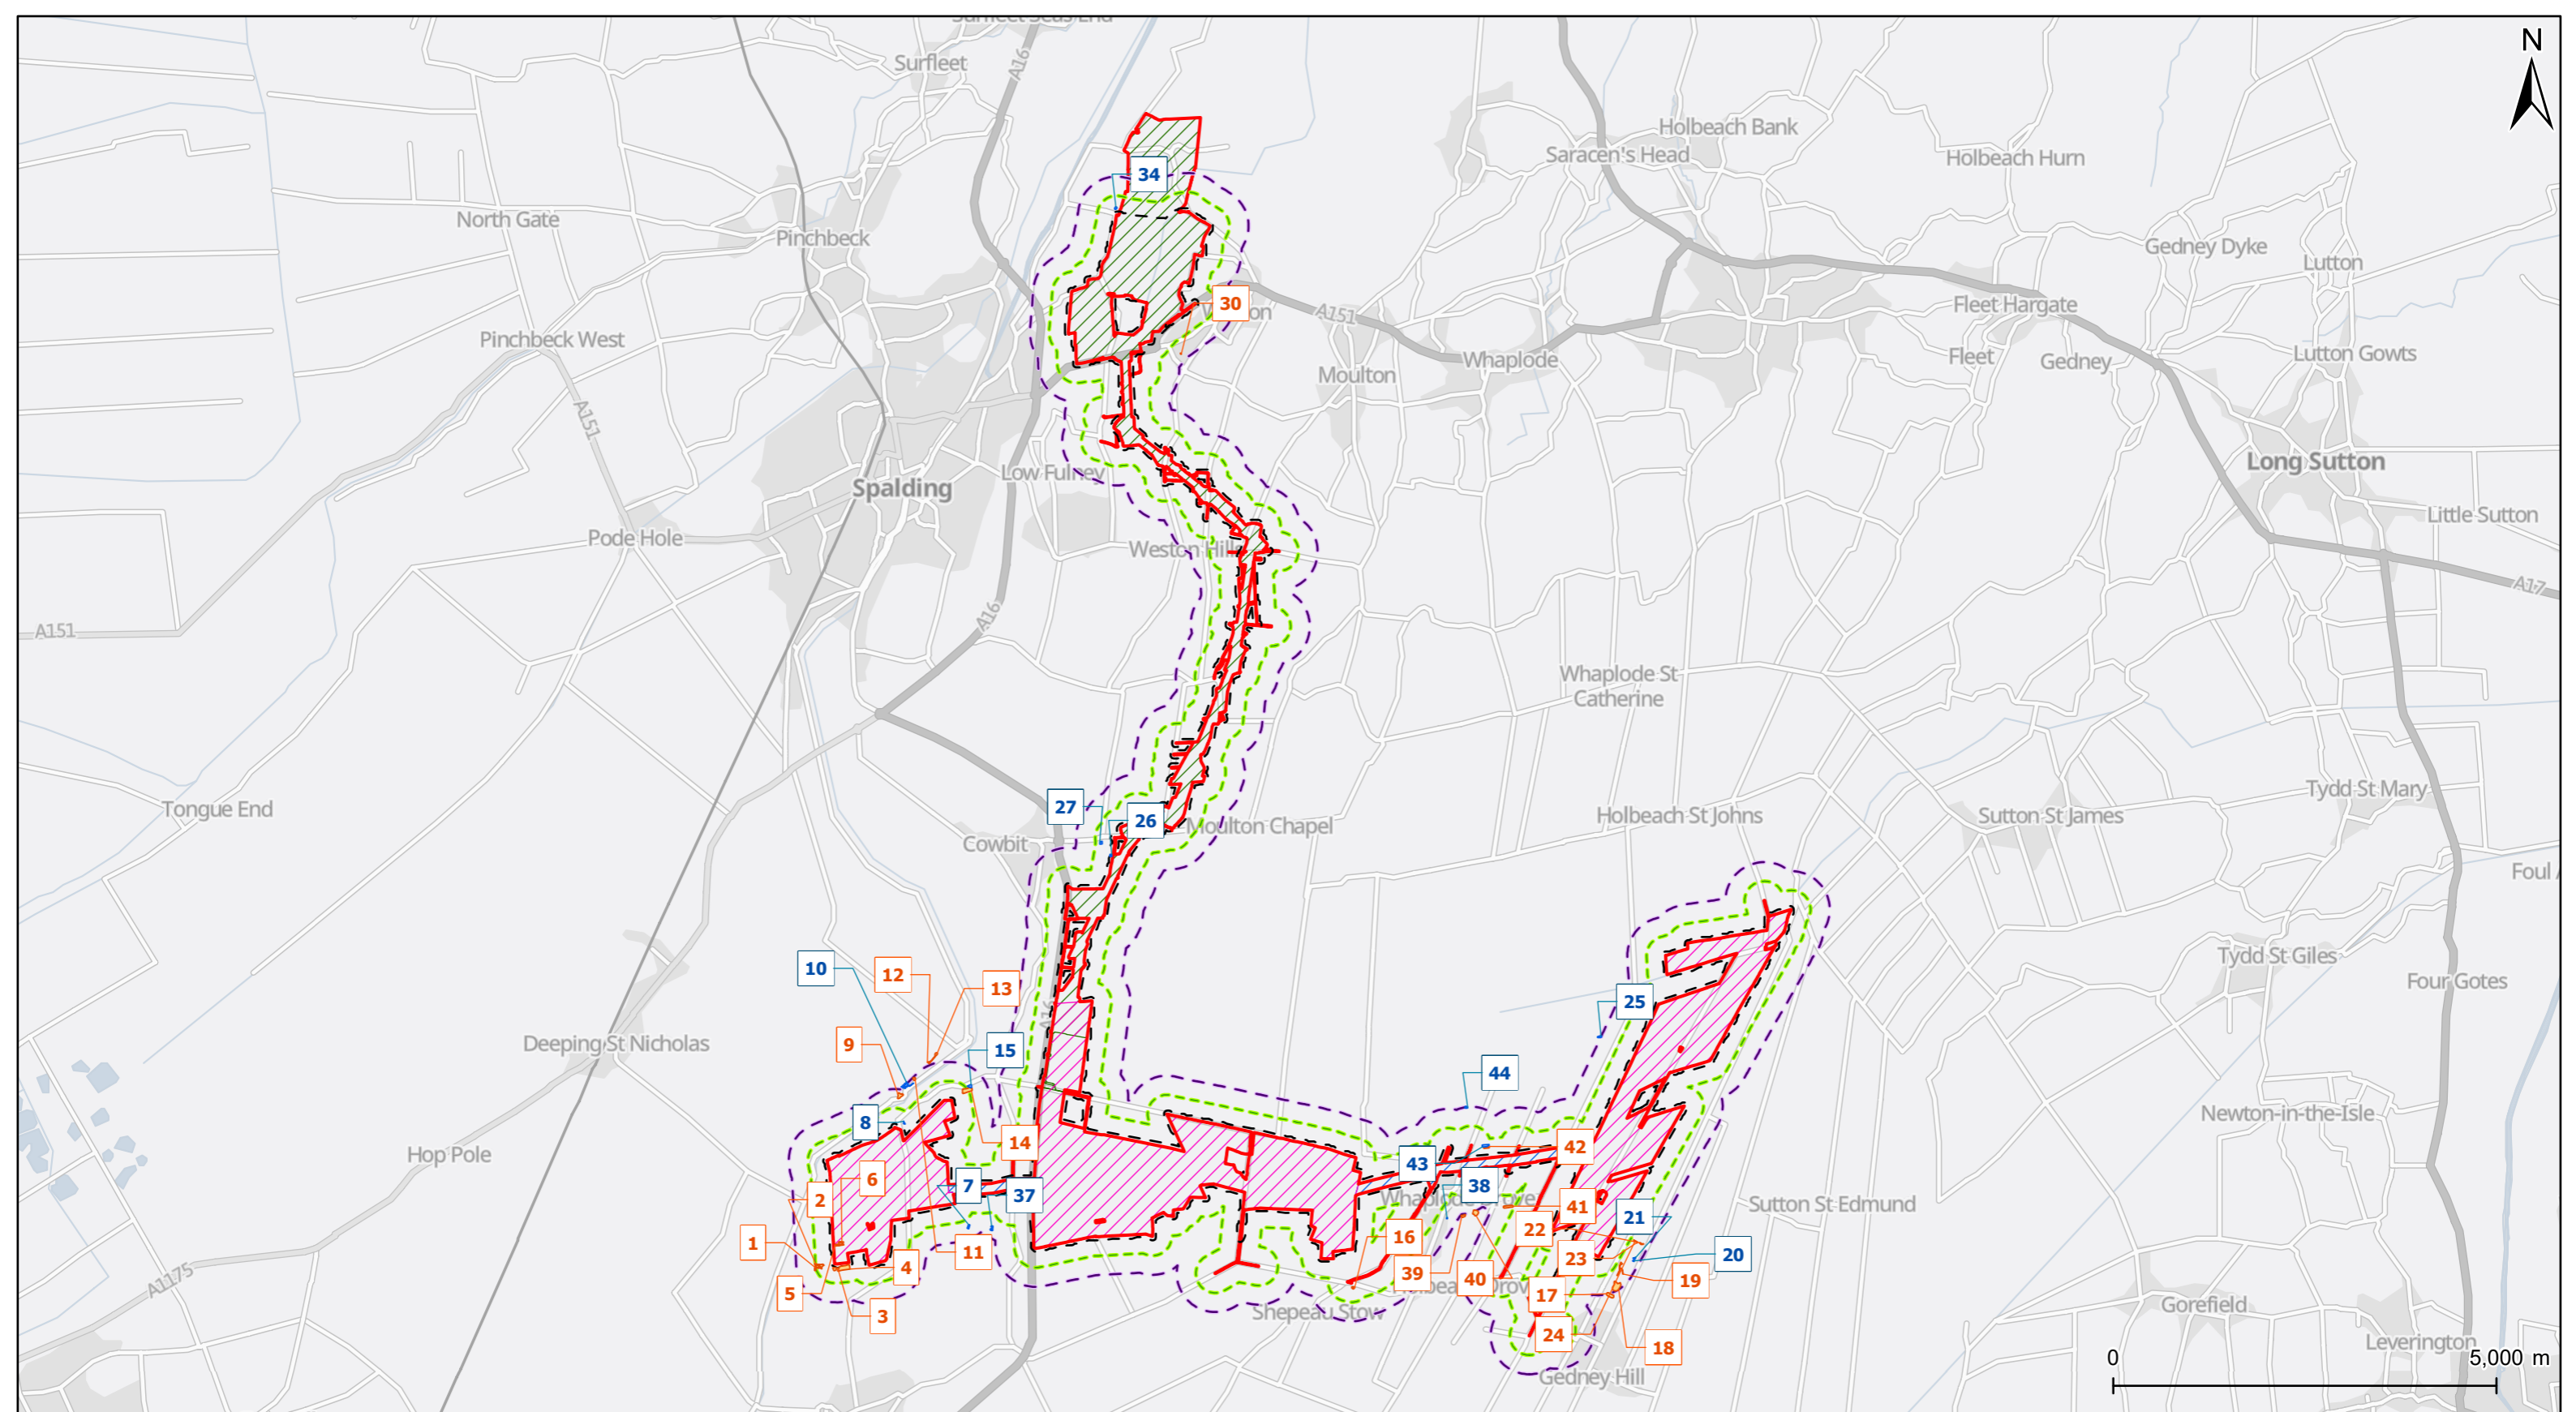 Surfleet Seas End
N
Surfleet
A16
Holbeach Bank
Saracen's Head
Holbeach Hurn
34
North Gate
Pinchbeck
Gedney Dyke
Lutton
30
A151
Fleet Hargate
Pinchbeck West
Whaplode
Fleet
Gedney
Lutton Gowts
Moulton
A151
Low Fulney
Long Sutton
Spalding
Little Sutton
Pode Hole
Weston Hills
A17
A16
A151
Whaplode St
Catherine
Tydd St Mary
27
Tongue End
26
Moulton Chapel
Holbeach St Johns
Sutton St James
Cowbit
Foul
10
12
13
Tydd St Giles
Four Gotes
25
A16
9
Deeping St Nicholas
15
44
8
Newton-in-the-Isle
14
42
Hop Pole
43
6
7
38
37
2
Whaplode Drove
41
Sutton St Edmund
21
22
16
1
11
23
20
4
39
40
19
A1175
5
17
3
Shepeau Stow
Gorefield
24
18
Leverington
0
5,000 m
Gedney Hill